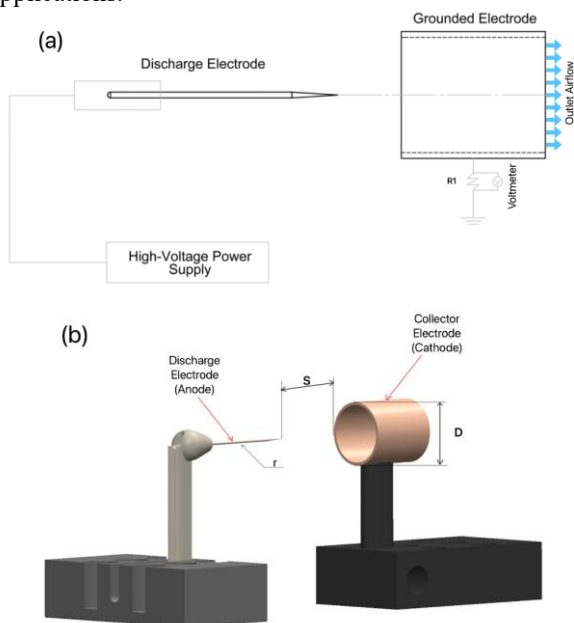 (a)
Grounded Electrode
Discharge Electrode
Outlet Airflow
R1
V
Voltmeter
High-Voltage Power
Supply
(b)
Collector
Electrode
(Cathode)
Discharge
Electrode
(Anode)
S
D
r